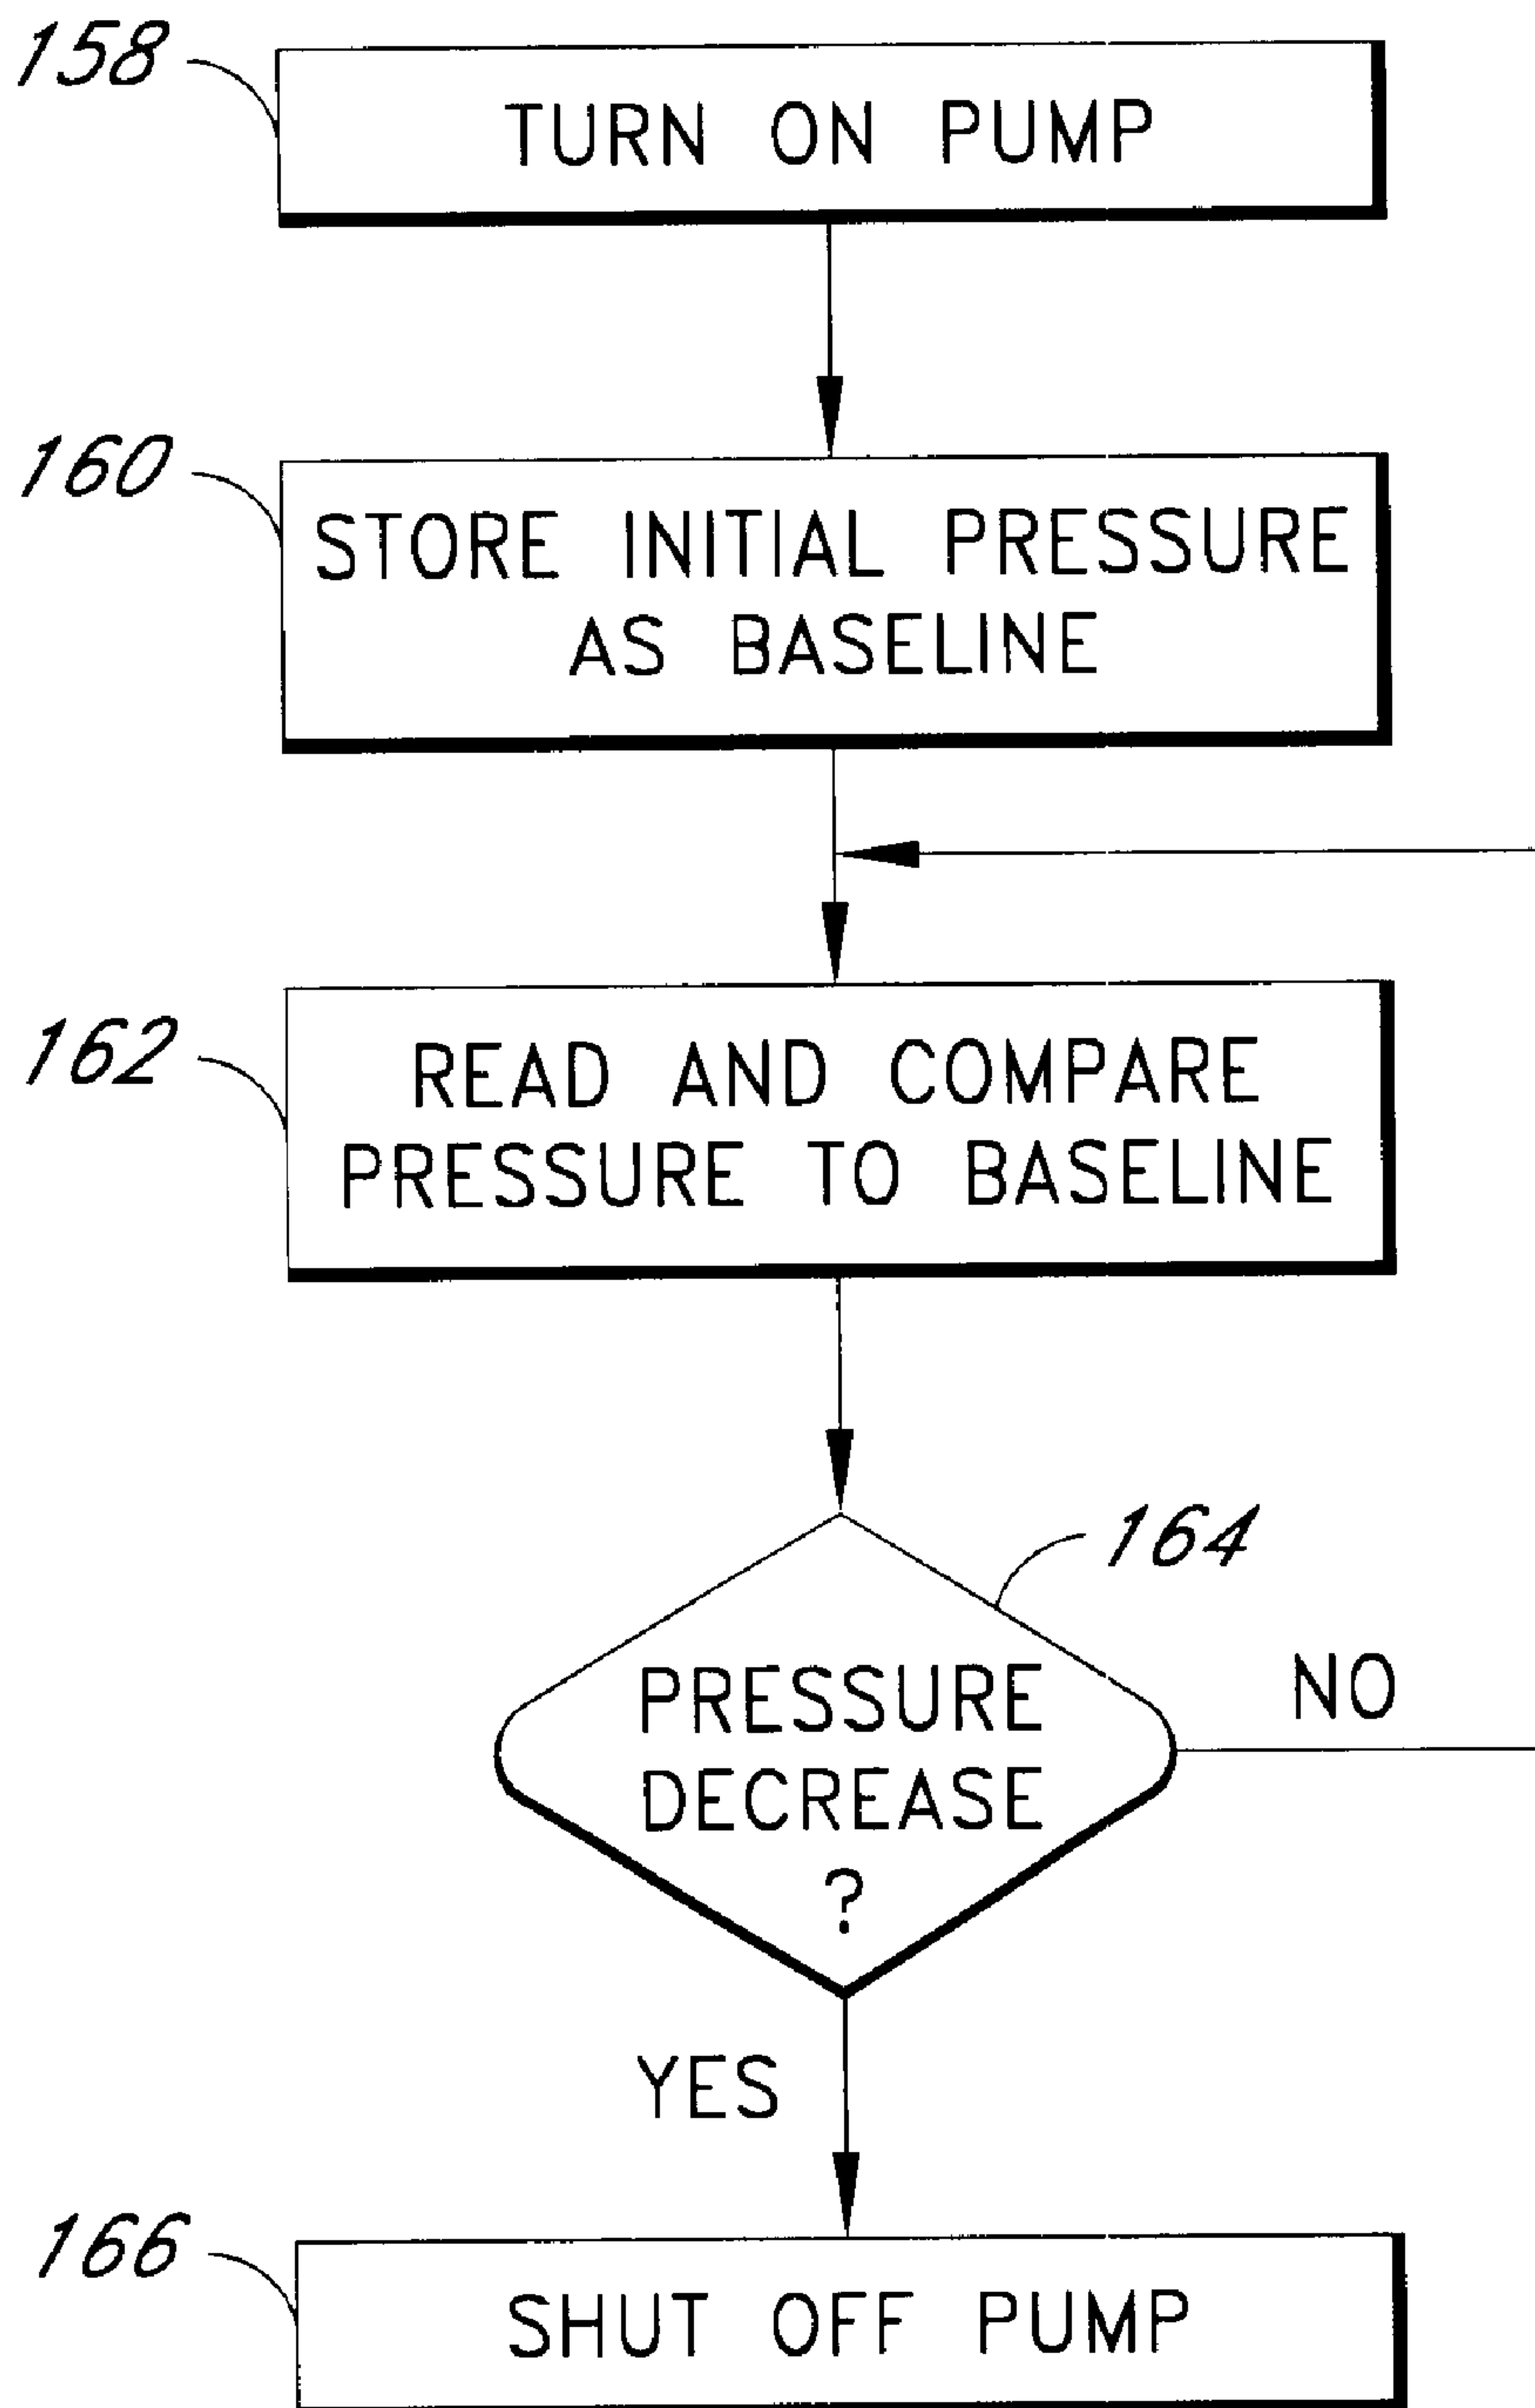 158
TURN ON PUMP
160
STORE INITIAL PRESSURE
AS BASELINE
162
READ AND COMPARE
PRESSURE TO BASELINE
164
PRESSURE
DECREASE
?
NO
YES
166
SHUT OFF PUMP